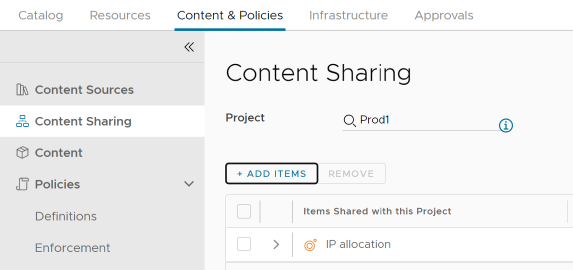 Catalog Resources Content & Policies Infrastructure Approvals
Content Sources
Content Sharing
Content
Policies
Definitions
Enforcement
Content Sharing
Project Prod1
+ ADD ITEMS REMOVE
Items Shared with this Project
IP allocation